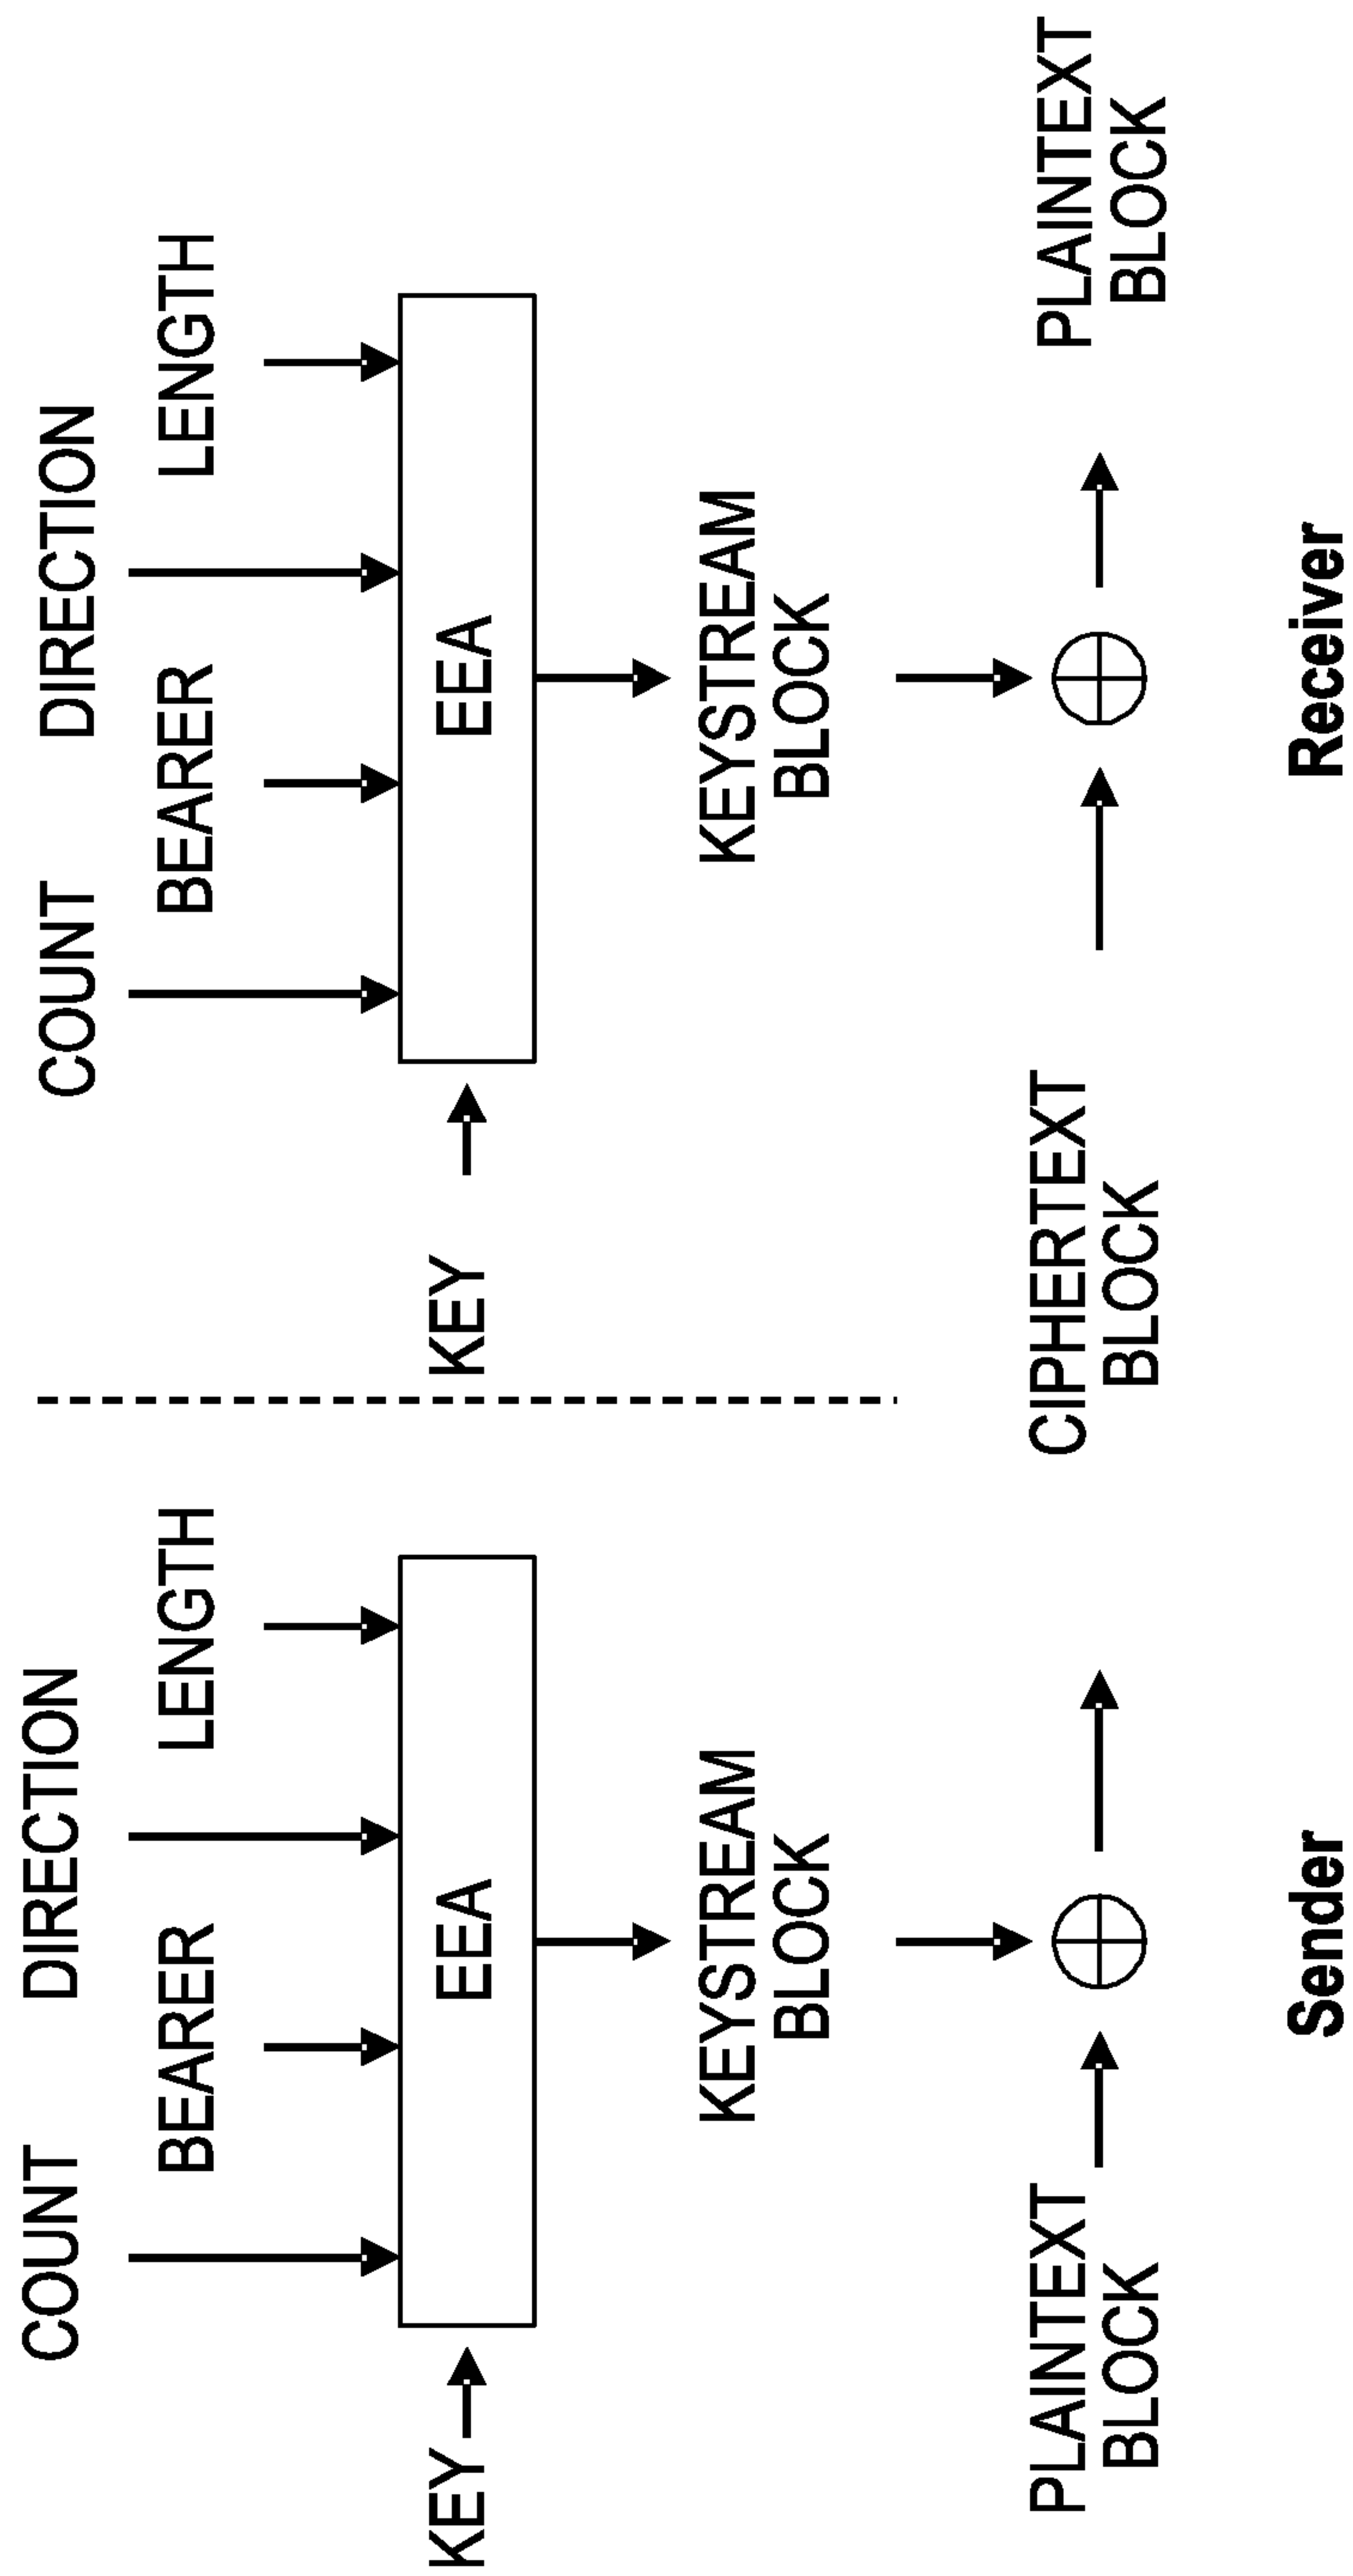 COUNT
DIRECTION
BEARER
LENGTH
KEY
EEA
KEYSTREAM
BLOCK
PLAINTEXT
BLOCK
Sender
COUNT
DIRECTION
BEARER
LENGTH
KEY
EEA
KEYSTREAM
BLOCK
CIPHERTEXT
BLOCK
PLAINTEXT
BLOCK
Receiver